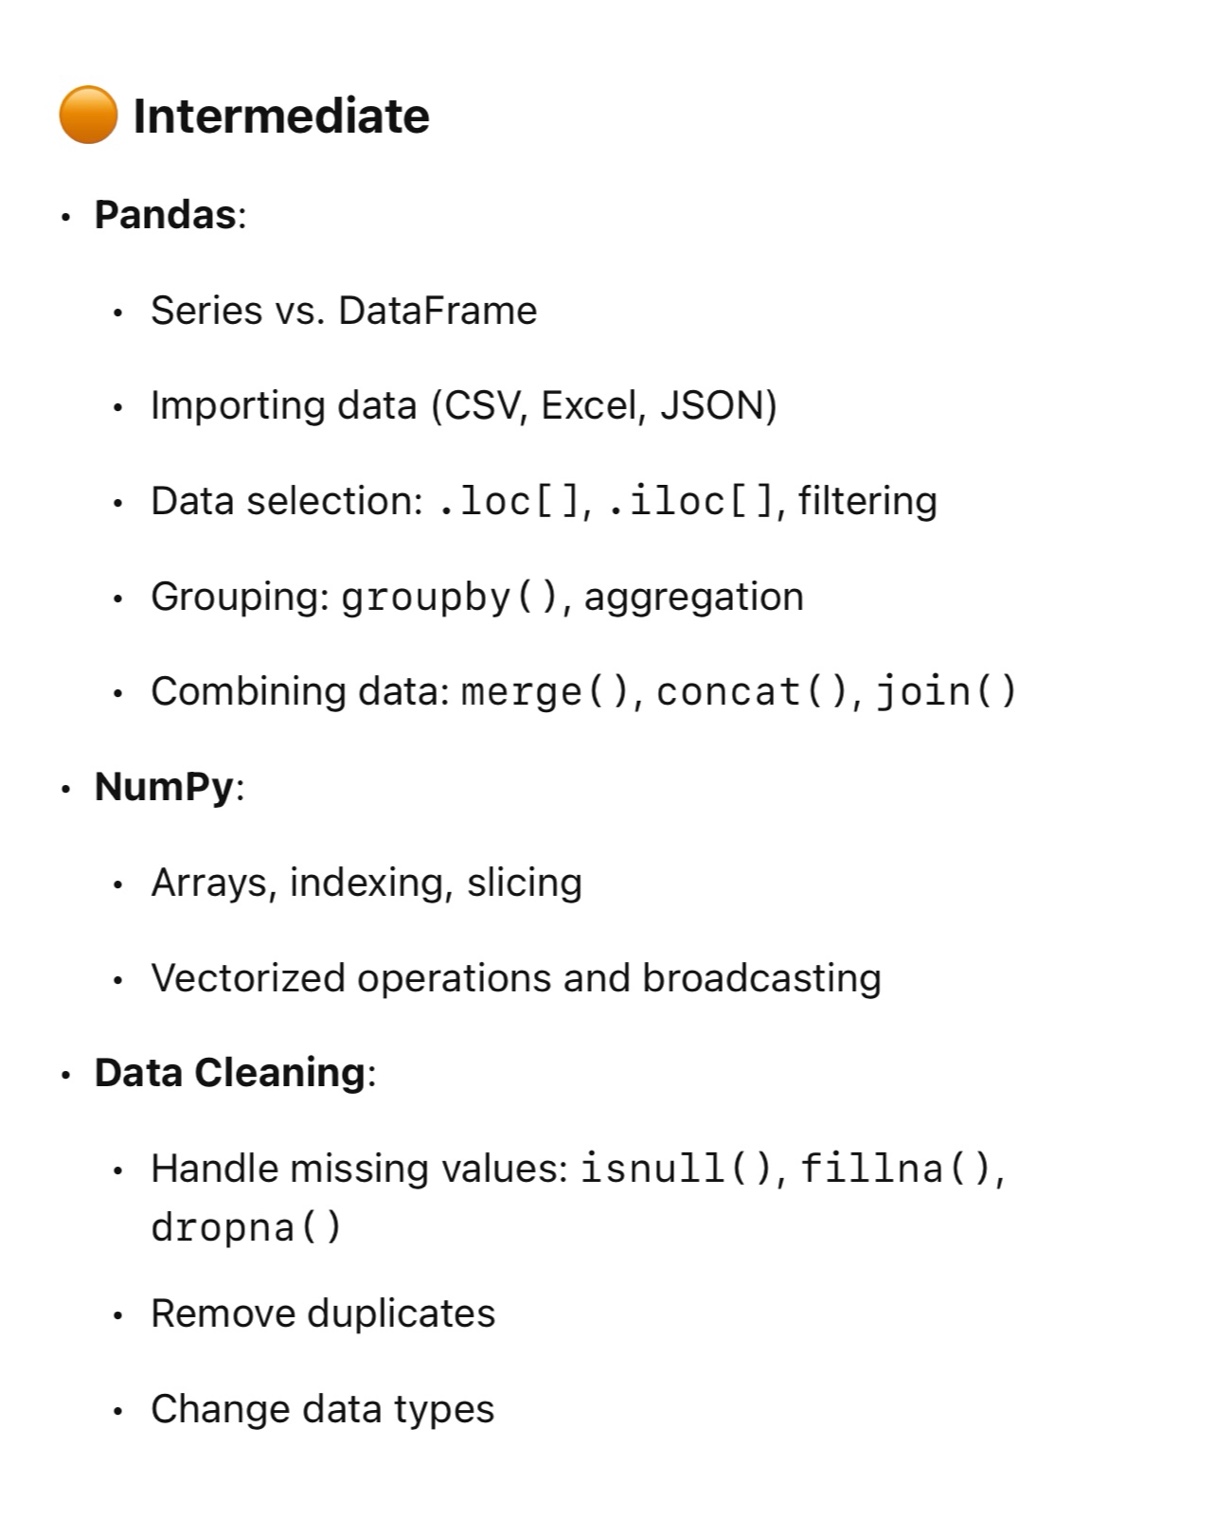 🟠 Intermediate
• Pandas:
• Series vs. DataFrame
• Importing data (CSV, Excel, JSON)
• Data selection: .loc[], .iloc[], filtering
• Grouping: groupby(), aggregation
• Combining data: merge(), concat(), join()
• NumPy:
• Arrays, indexing, slicing
• Vectorized operations and broadcasting
• Data Cleaning:
• Handle missing values: isnull(), fillna(),
dropna()
• Remove duplicates
• Change data types